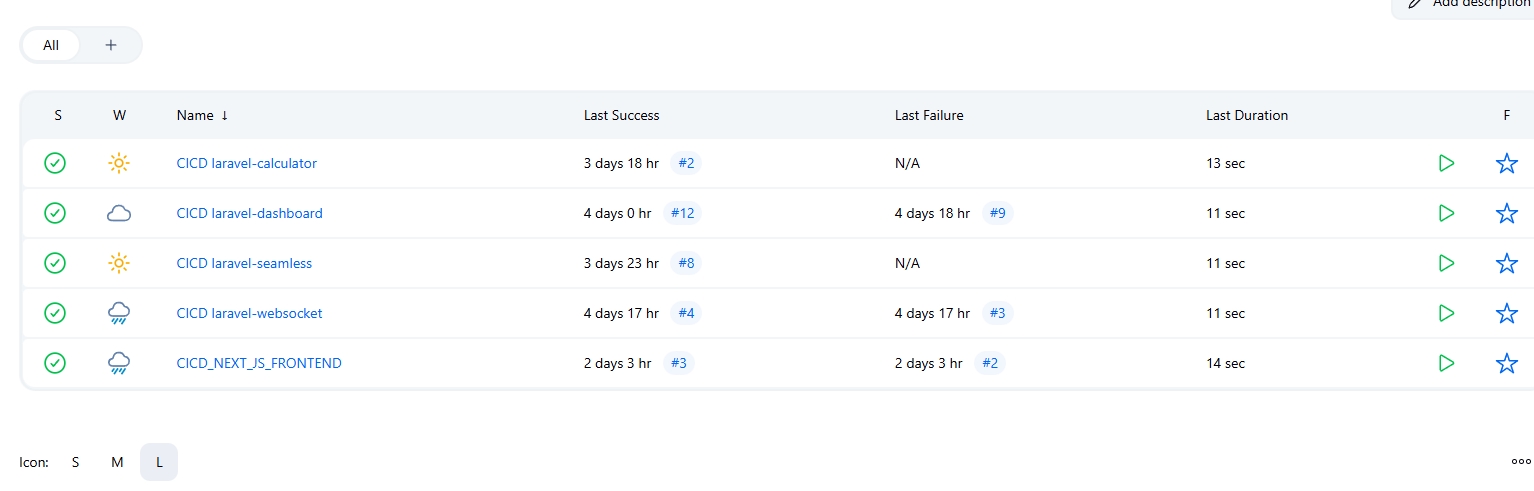 Add description
All +
S W Name ↓ Last Success Last Failure Last Duration F
CICD laravel-calculator 3 days 18 hr #2 N/A 13 sec
CICD laravel-dashboard 4 days 0 hr #12 4 days 18 hr #9 11 sec
CICD laravel-seamless 3 days 23 hr #8 N/A 11 sec
CICD laravel-websocket 4 days 17 hr #4 4 days 17 hr #3 11 sec
CICD_NEXT_JS_FRONTEND 2 days 3 hr #3 2 days 3 hr #2 14 sec
Icon: S M L